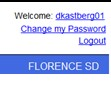 Welcome: dkastberg01
Change my Password
Logout
FLORENCE SD